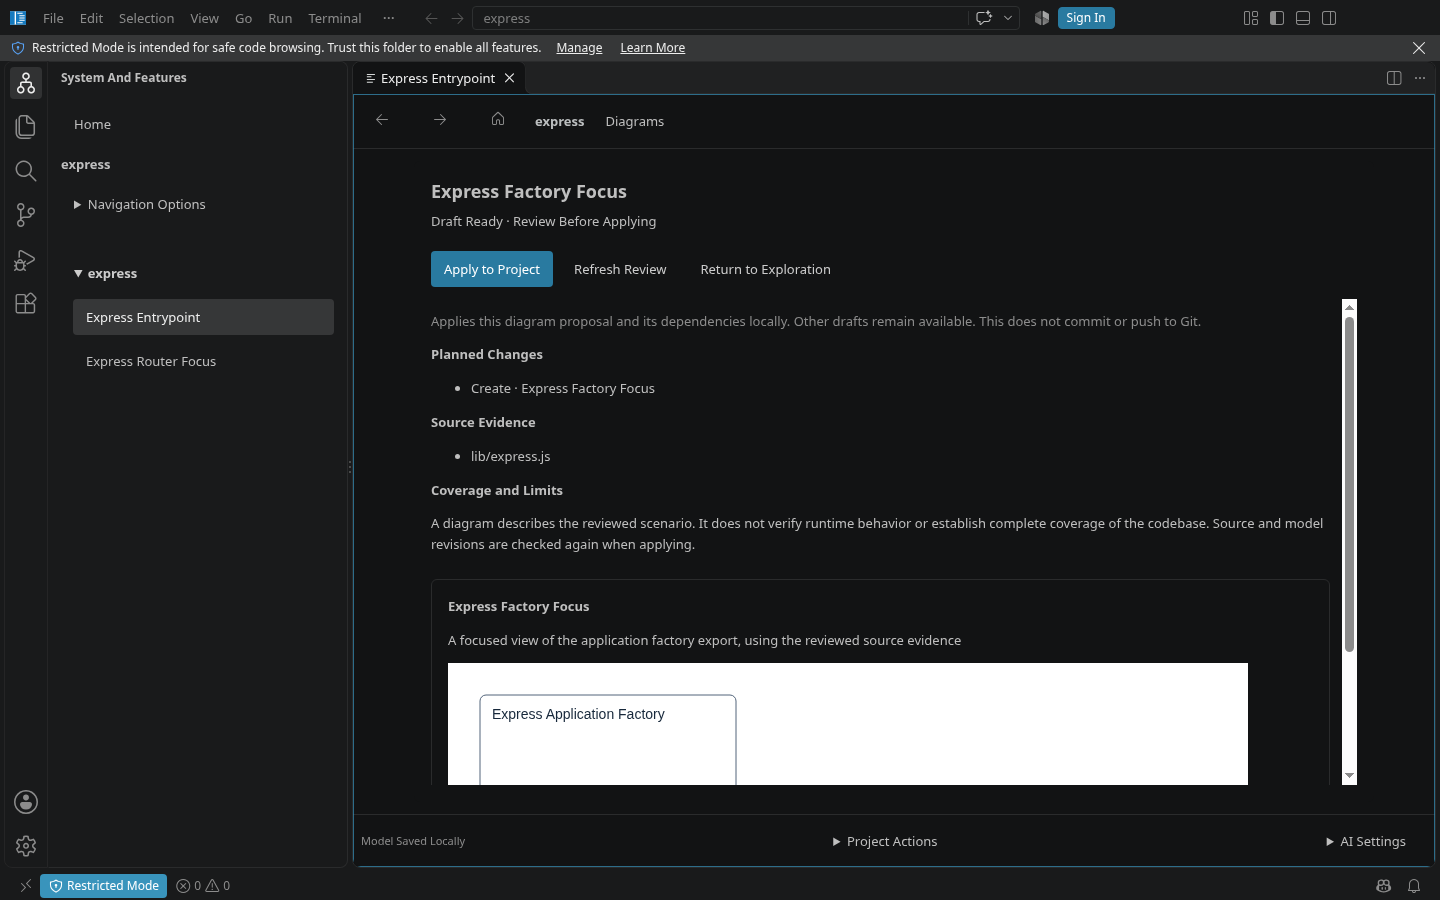 File Edit Selection View Go Run Terminal ··· express Sign In
Restricted Mode is intended for safe code browsing. Trust this folder to enable all features. Manage Learn More
System And Features
Home
express
Navigation Options
express
Express Entrypoint
Express Router Focus
Express Entrypoint
express Diagrams
Express Factory Focus
Draft Ready · Review Before Applying
Apply to Project Refresh Review Return to Exploration
Applies this diagram proposal and its dependencies locally. Other drafts remain available. This does not commit or push to Git.
Planned Changes
• Create · Express Factory Focus
Source Evidence
• lib/express.js
Coverage and Limits
A diagram describes the reviewed scenario. It does not verify runtime behavior or establish complete coverage of the codebase. Source and model
revisions are checked again when applying.
Express Factory Focus
A focused view of the application factory export, using the reviewed source evidence
Express Application Factory
Model Saved Locally Project Actions AI Settings
Restricted Mode 0 0